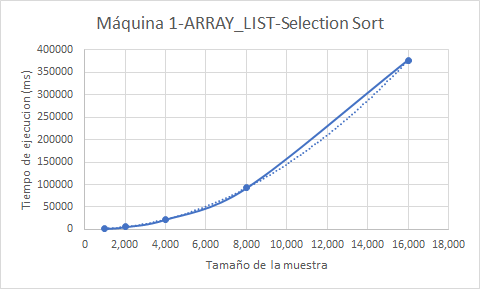 Máquina 1-ARRAY_LIST-Selection Sort
400000
350000
300000
250000
200000
150000
100000
50000
0
Tiempo de ejecucion (ms)
0 2,000 4,000 6,000 8,000 10,000 12,000 14,000 16,000 18,000
Tamaño de la muestra